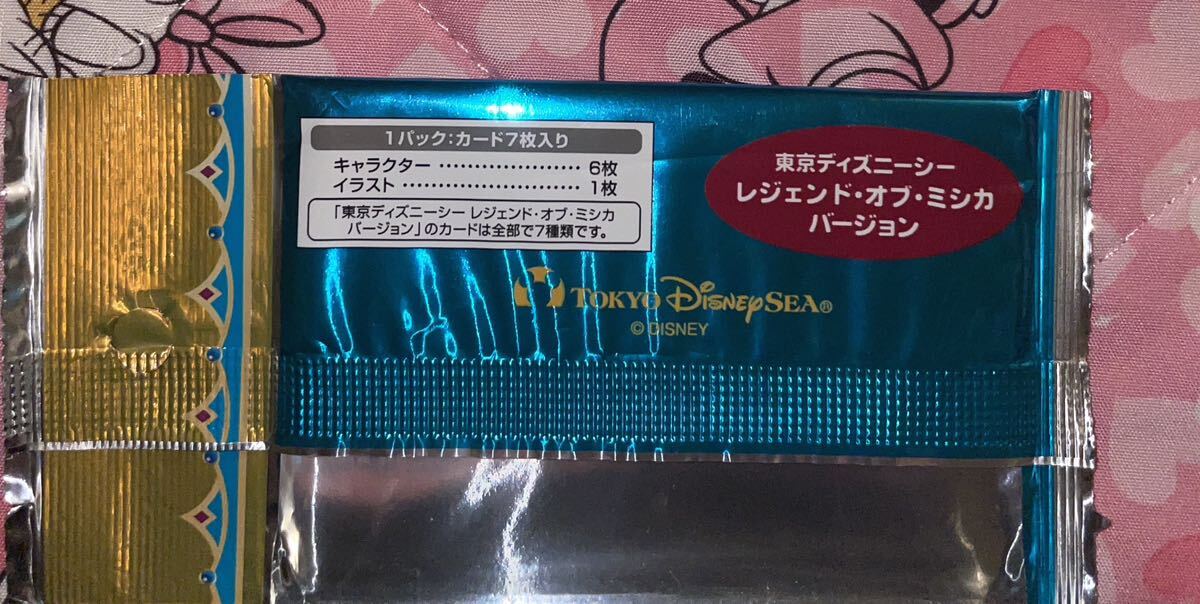 1パック:カード7枚入り
キャラクター ‥‥‥‥‥‥‥‥‥‥ 6枚
イラスト ‥‥‥‥‥‥‥‥‥‥‥‥ 1枚
「東京ディズニーシー レジェンド・オブ・ミシカ
バージョン」のカードは全部で7種類です。
東京ディズニーシー
レジェンド・オブ・ミシカ
バージョン
TOKYO DISNEYSEA®
© DISNEY